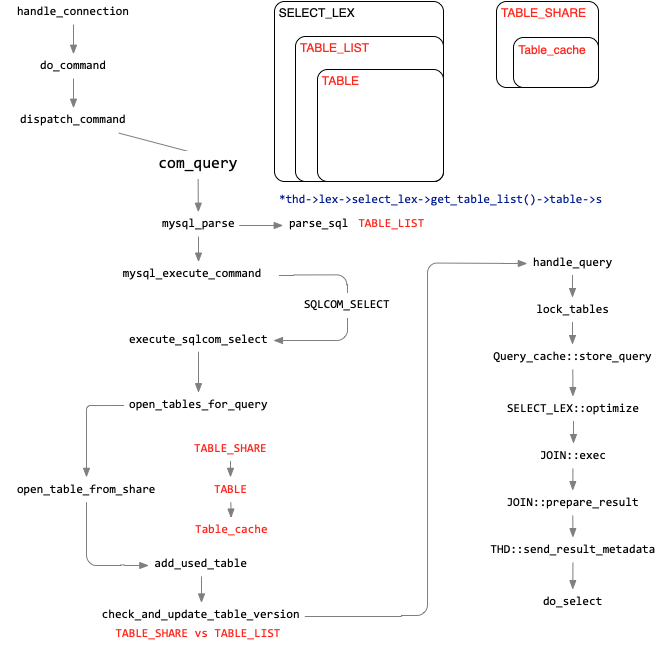 handle_connection
do_command
dispatch_command
com_query
SELECT_LEX
TABLE_LIST
TABLE
TABLE_SHARE
Table_cache
*thd->lex->select_lex->get_table_list()->table->s
mysql_parse
parse_sql TABLE_LIST
mysql_execute_command
SQLCOM_SELECT
execute_sqlcom_select
open_tables_for_query
TABLE_SHARE
TABLE
Table_cache
open_table_from_share
add_used_table
check_and_update_table_version
TABLE_SHARE vs TABLE_LIST
handle_query
lock_tables
Query_cache::store_query
SELECT_LEX::optimize
JOIN::exec
JOIN::prepare_result
THD::send_result_metadata
do_select